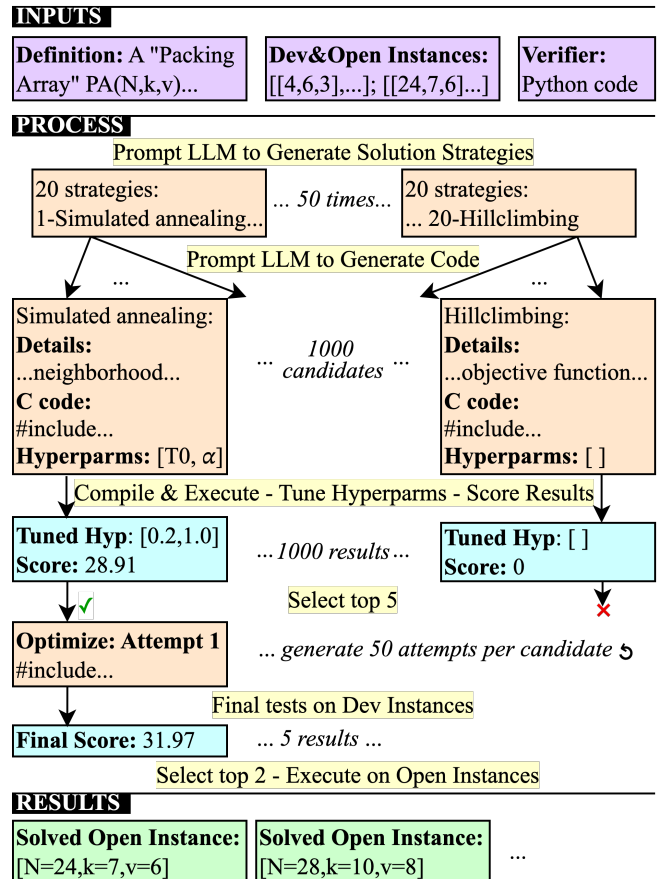 INPUTS
Definition: A "Packing
Array" PA(N,k,v)...
Dev&Open Instances:
[[4,6,3],...]; [[24,7,6]...]
Verifier:
Python code
PROCESS
Prompt LLM to Generate Solution Strategies
20 strategies:
1-Simulated annealing...
... 50 times...
20 strategies:
... 20-Hillclimbing
Prompt LLM to Generate Code
...
...
Simulated annealing:
Details:
...neighborhood...
C code:
#include...
Hyperparms: [T0, α]
... 1000 ...
candidates
Hillclimbing:
Details:
...objective function...
C code:
#include...
Hyperparms: [ ]
Compile & Execute - Tune Hyperparms - Score Results
Tuned Hyp: [0.2,1.0]
Score: 28.91
...1000 results...
Tuned Hyp: [ ]
Score: 0
Select top 5
✓
×
Optimize: Attempt 1
#include...
... generate 50 attempts per candidate
Final tests on Dev Instances
Final Score: 31.97
... 5 results ...
Select top 2 - Execute on Open Instances
RESULTS
Solved Open Instance:
[N=24,k=7,v=6]
Solved Open Instance:
[N=28,k=10,v=8]
...